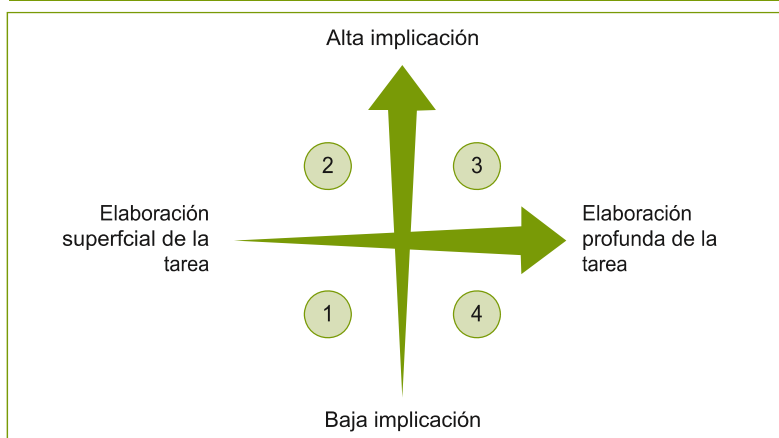 Alta implicación
2
3
Elaboración
superfcial de la
tarea
Elaboración
profunda de la
tarea
1
4
Baja implicación